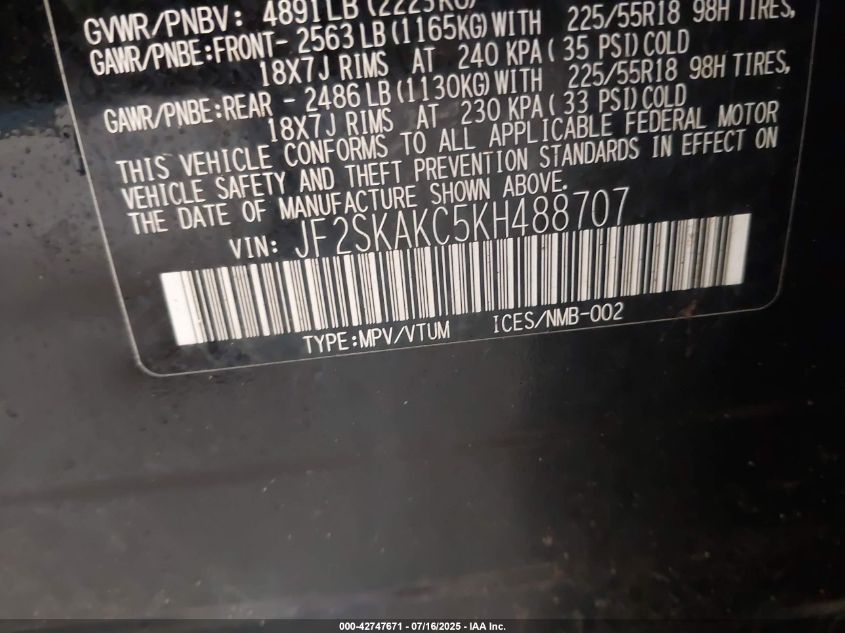 GVWR/PNBV: 4891LB(2223KG)
GAWR/PNBE:FRONT- 2563 LB(1165KG)WITH 225/55R18 98H TIRES,
18X7J RIMS AT 240 KPA( 35 PSI)COLD
GAWR/PNBE:REAR - 2486 LB(1130KG)WITH 225/55R18 98H TIRES,
18X7J RIMS AT 230 KPA( 33 PSI)COLD
THIS VEHICLE CONFORMS TO ALL APPLICABLE FEDERAL MOTOR
VEHICLE SAFETY AND THEFT PREVENTION STANDARDS IN EFFECT ON
THE DATE OF MANUFACTURE SHOWN ABOVE.
VIN: JF2SKAKC5KH488707
TYPE:MPV/VTUM ICES/NMB-002
000-42747671 - 07/16/2025 - IAA Inc.